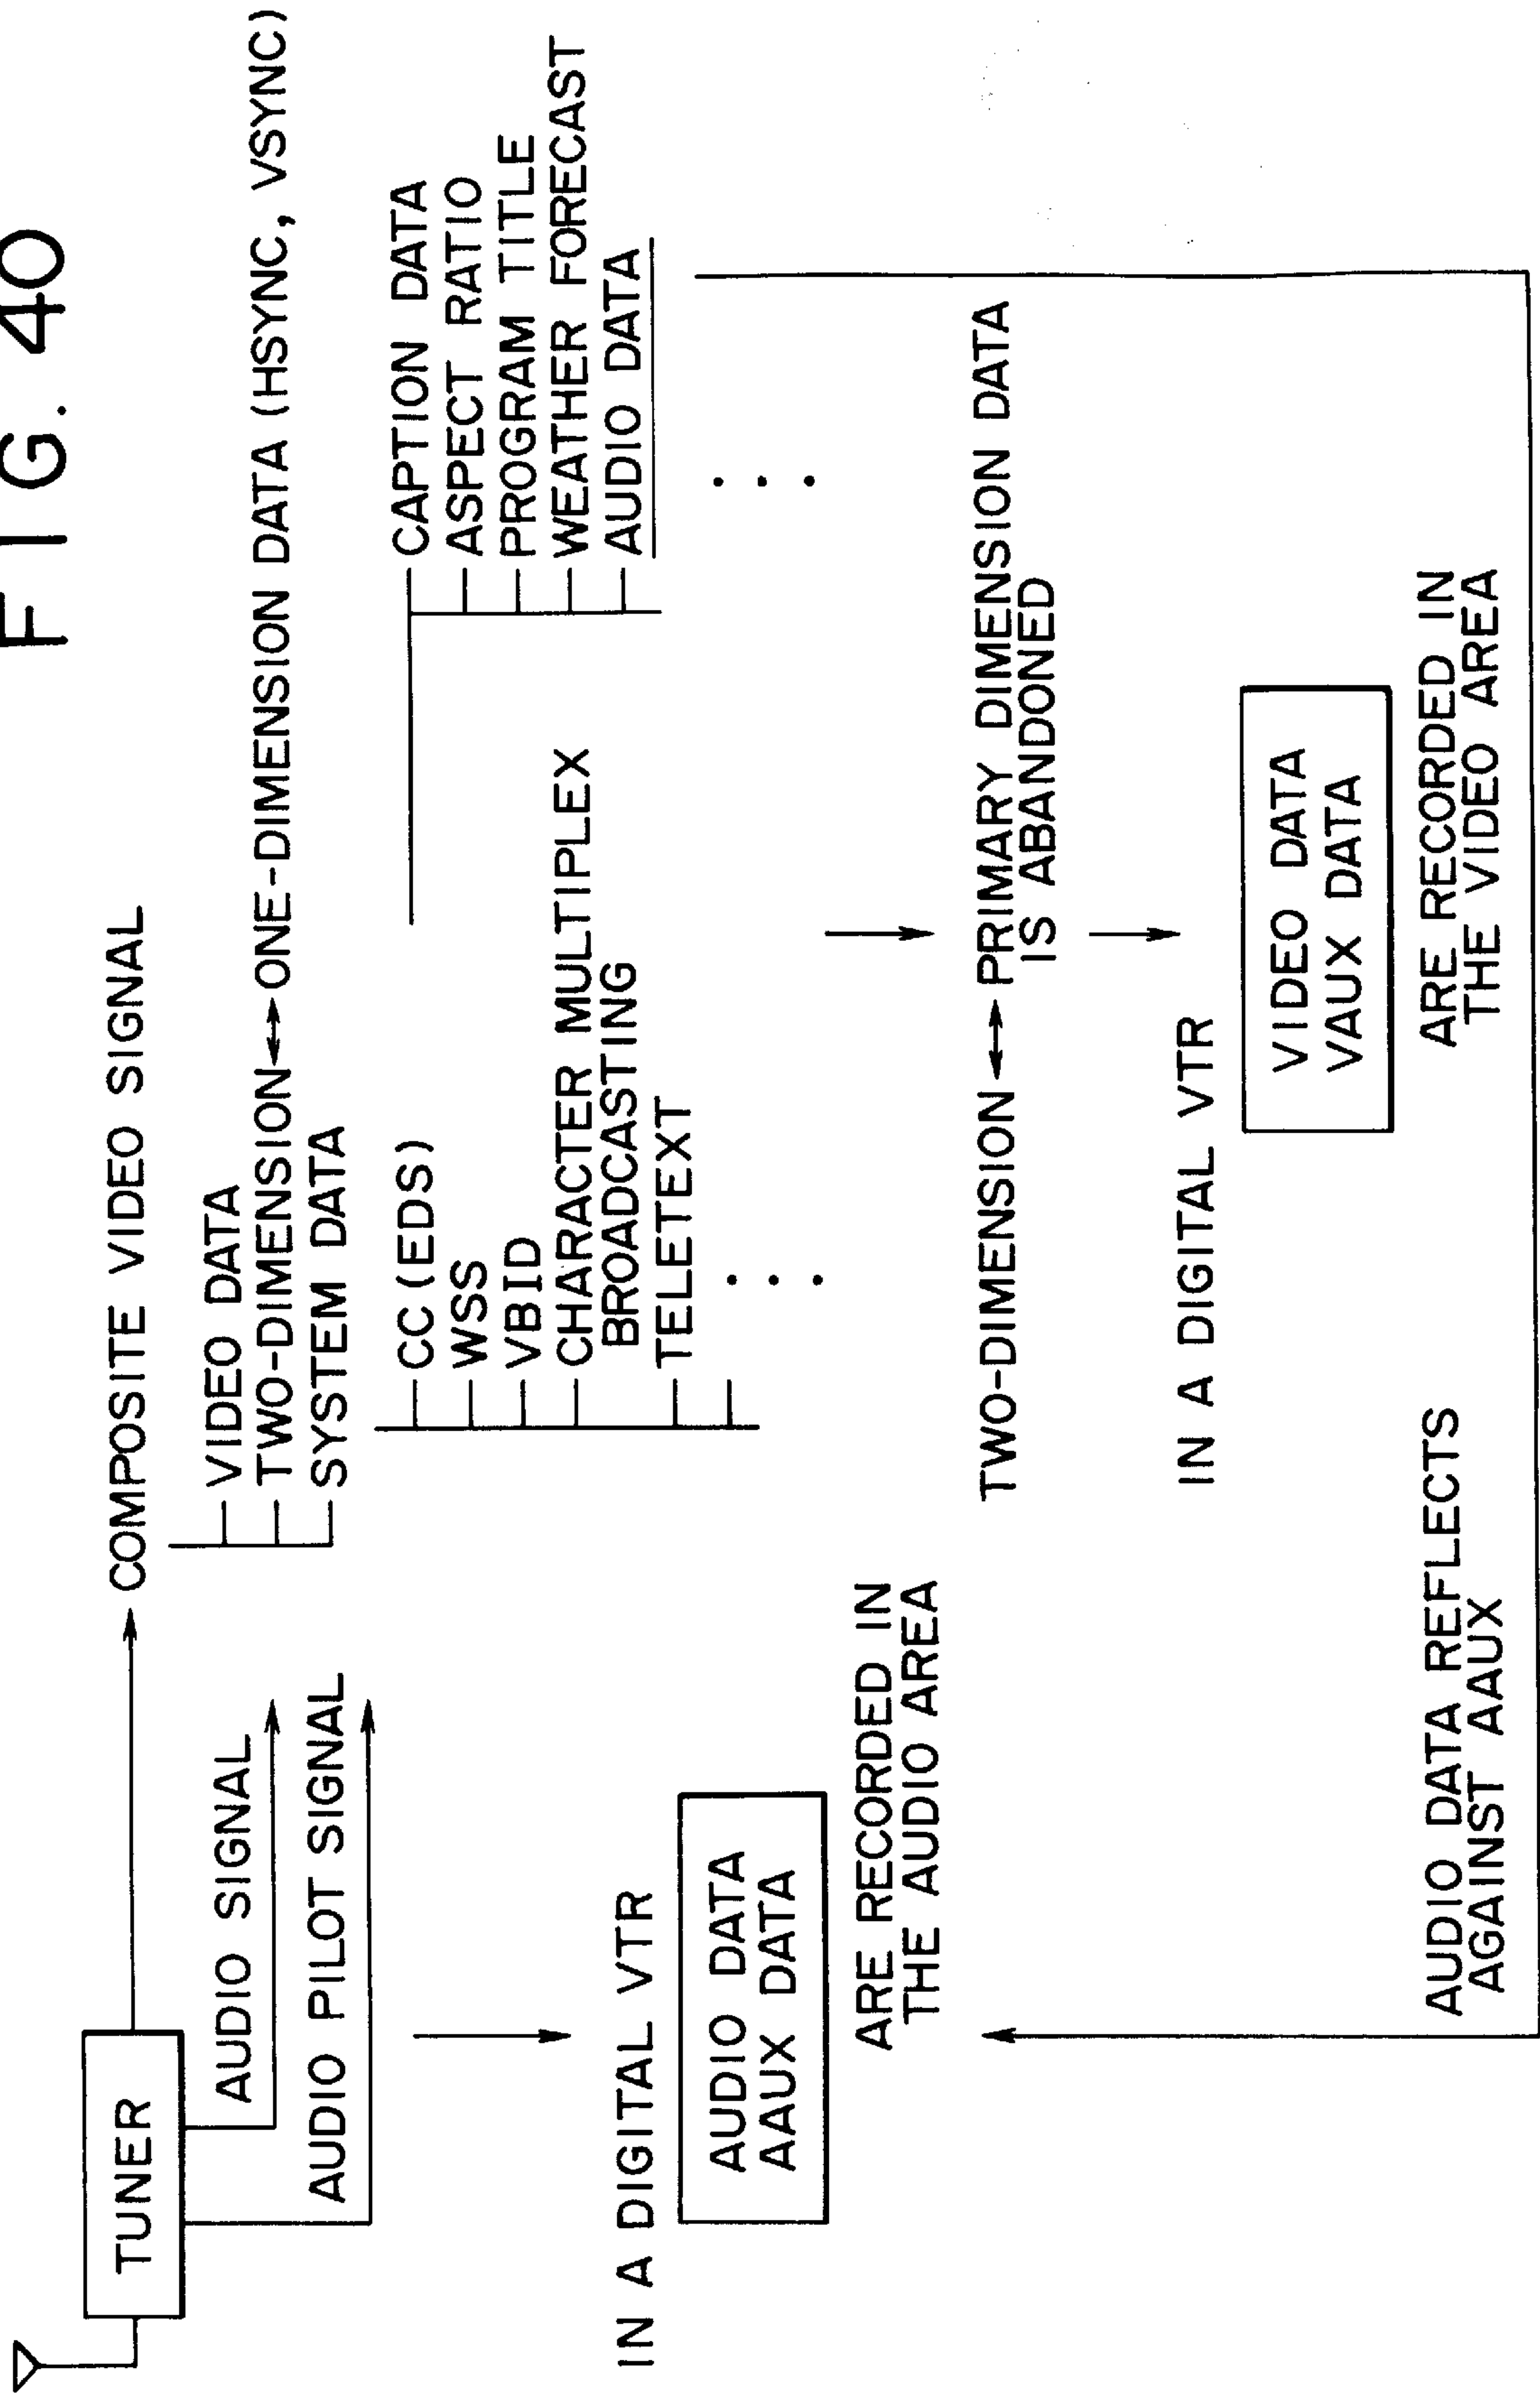 FIG. 40
TUNER
COMPOSITE VIDEO SIGNAL
AUDIO SIGNAL
AUDIO PILOT SIGNAL
VIDEO DATA
TWO-DIMENSION ↔ ONE-DIMENSION DATA (HSYNC, VSYNC)
SYSTEM DATA
CC (EDS)
WSS
VBID
CHARACTER MULTIPLEX
BROADCASTING
TELETEXT
. . .
CAPTION DATA
ASPECT RATIO
PROGRAM TITLE
WEATHER FORECAST
AUDIO DATA
. . .
IN A DIGITAL VTR
AUDIO DATA
AAUX DATA
ARE RECORDED IN
THE AUDIO AREA
TWO-DIMENSION ↔ PRIMARY DIMENSION DATA
IS ABANDONED
IN A DIGITAL VTR
VIDEO DATA
VAUX DATA
ARE RECORDED IN
THE VIDEO AREA
AUDIO DATA REFLECTS
AGAINST AAUX